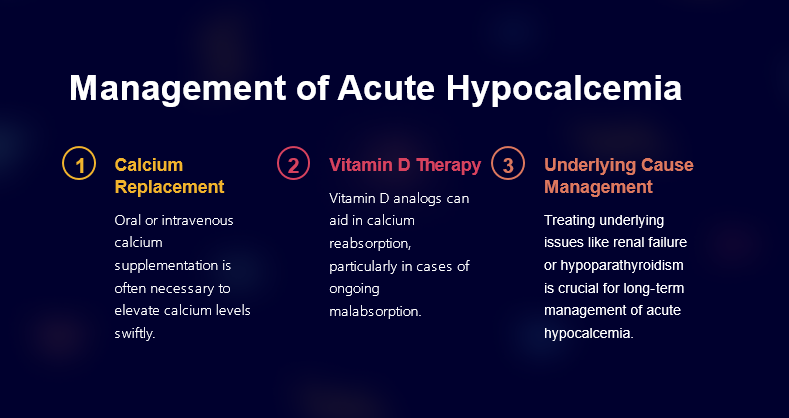 Management of Acute Hypocalcemia
1
Calcium
Replacement
Oral or intravenous
calcium
supplementation is
often necessary to
elevate calcium levels
swiftly.
2
Vitamin D Therapy
Vitamin D analogs can
aid in calcium
reabsorption,
particularly in cases of
ongoing
malabsorption.
3
Underlying Cause
Management
Treating underlying
issues like renal failure
or hypoparathyroidism
is crucial for long-term
management of acute
hypocalcemia.